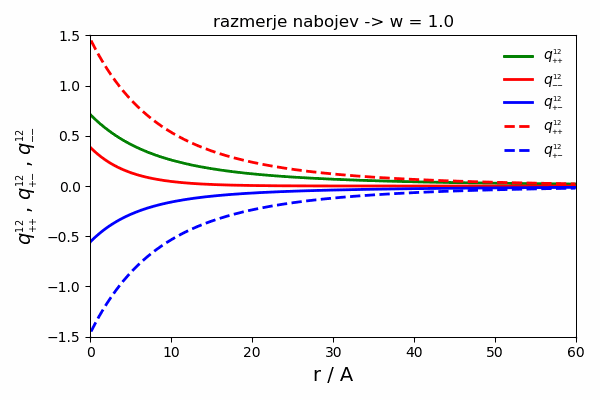 razmerje nabojev -> w = 1.0
q¹²₊₊ , q¹²₊₋ , q¹²₋₋
1.5
1.0
0.5
0.0
−0.5
−1.0
−1.5
q¹²₊₊
q¹²₋₋
q¹²₊₋
q¹²₊₊
q¹²₊₋
0 10 20 30 40 50 60
r / A